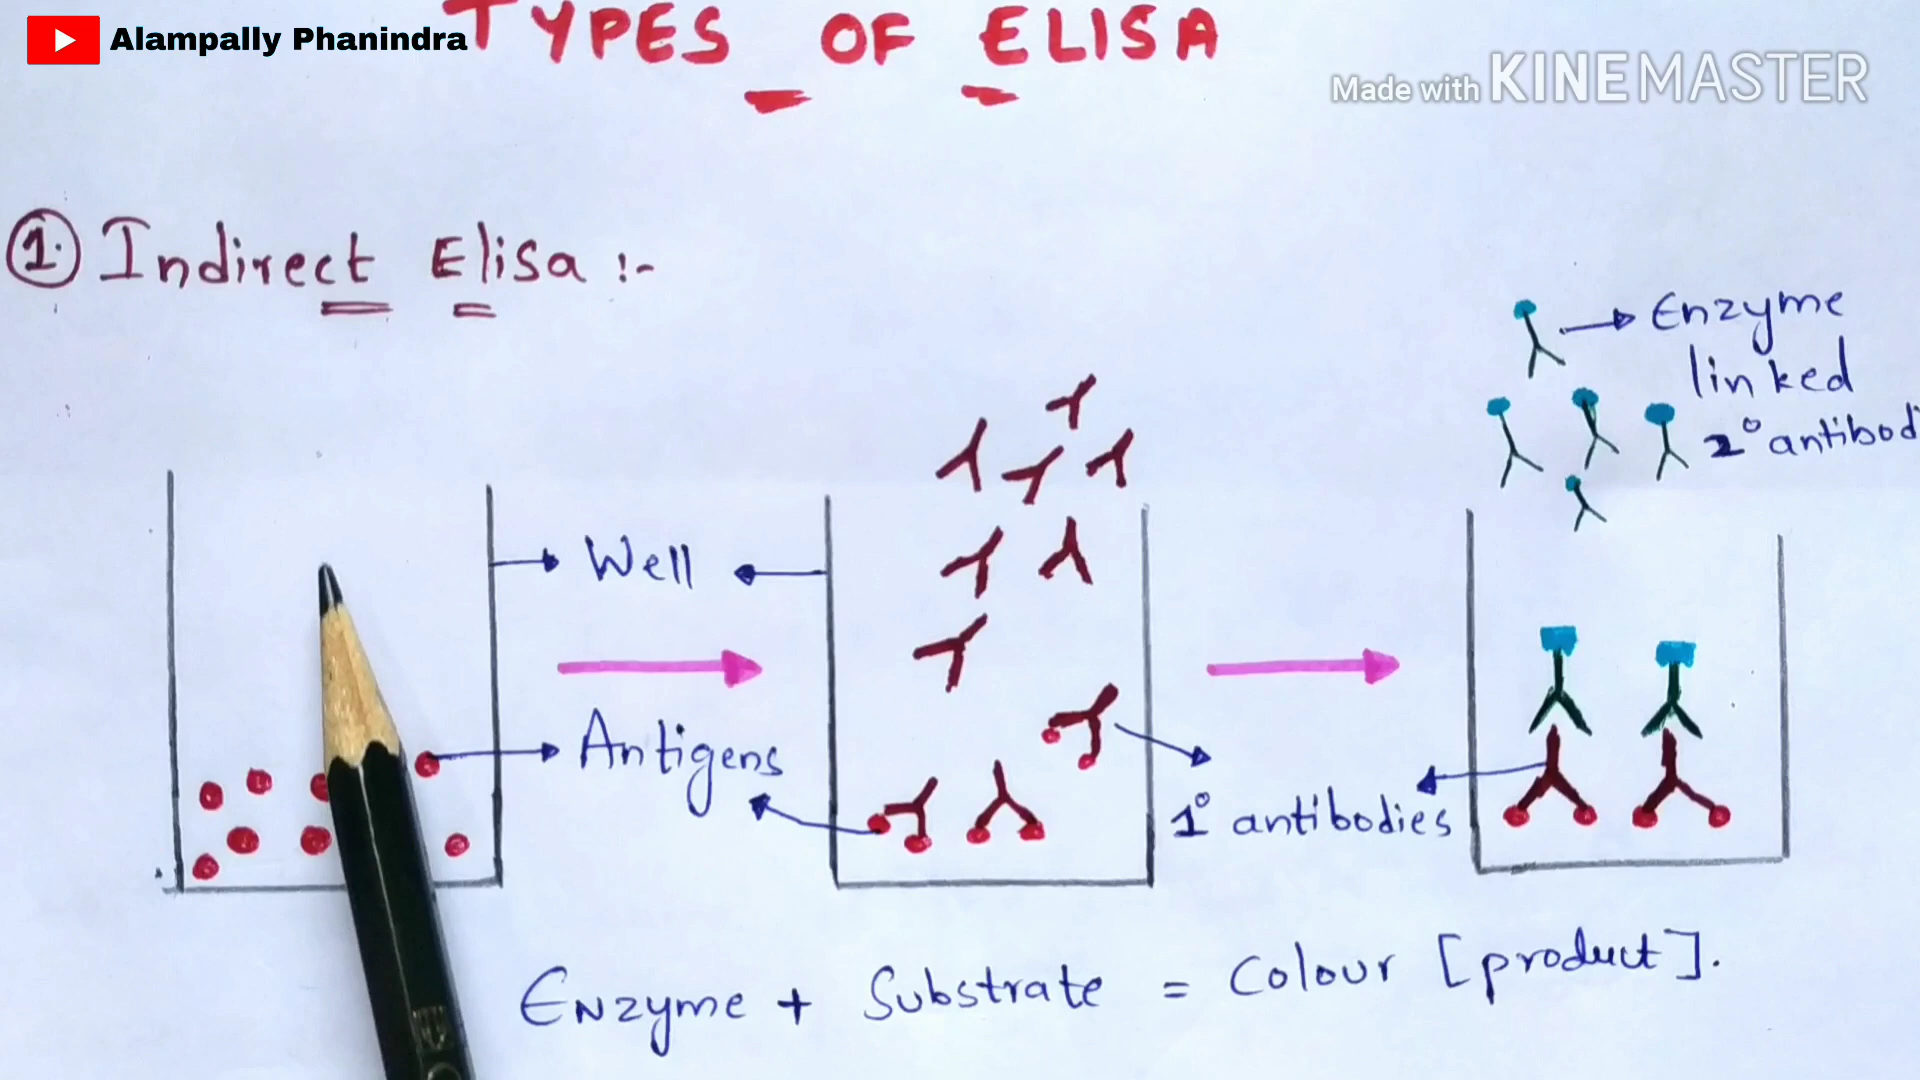 Alampally Phanindra
TYPES OF ELISA
Made with KINEMASTER
1. Indirect Elisa :-
Enzyme
linked
2° antibod
Well
Antigens
1° antibodies
Enzyme + Substrate = Colour [product].